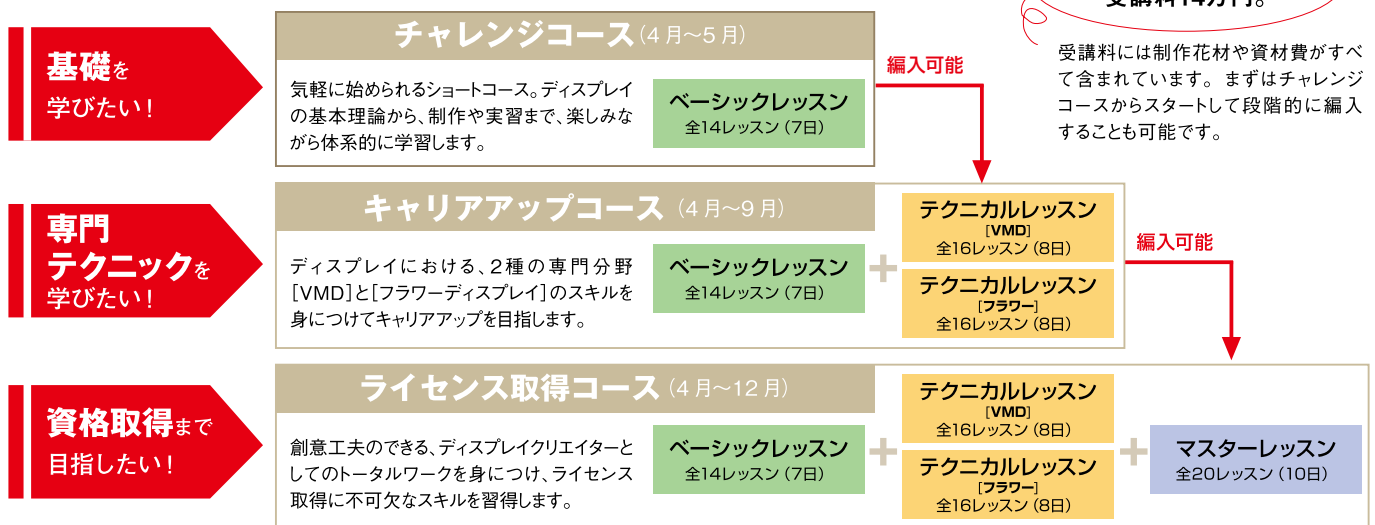 受講料14万円。
受講料には制作花材や資材費がすべ
て含まれています。まずはチャレンジ
コースからスタートして段階的に編入
することも可能です。
基礎を
学びたい！
チャレンジコース（4月〜5月）
気軽に始められるショートコース。ディスプレイ
の基本理論から、制作や実習まで、楽しみな
がら体系的に学習します。
ベーシックレッスン
全14レッスン（7日）
編入可能
専門
テクニックを
学びたい！
キャリアアップコース（4月〜9月）
ディスプレイにおける、2種の専門分野
［VMD］と［フラワーディスプレイ］のスキルを
身につけてキャリアアップを目指します。
ベーシックレッスン
全14レッスン（7日）
+
テクニカルレッスン
［VMD］
全16レッスン（8日）
テクニカルレッスン
［フラワー］
全16レッスン（8日）
編入可能
資格取得まで
目指したい！
ライセンス取得コース（4月〜12月）
創意工夫のできる、ディスプレイクリエイターと
してのトータルワークを身につけ、ライセンス
取得に不可欠なスキルを習得します。
ベーシックレッスン
全14レッスン（7日）
+
テクニカルレッスン
［VMD］
全16レッスン（8日）
テクニカルレッスン
［フラワー］
全16レッスン（8日）
+
マスターレッスン
全20レッスン（10日）